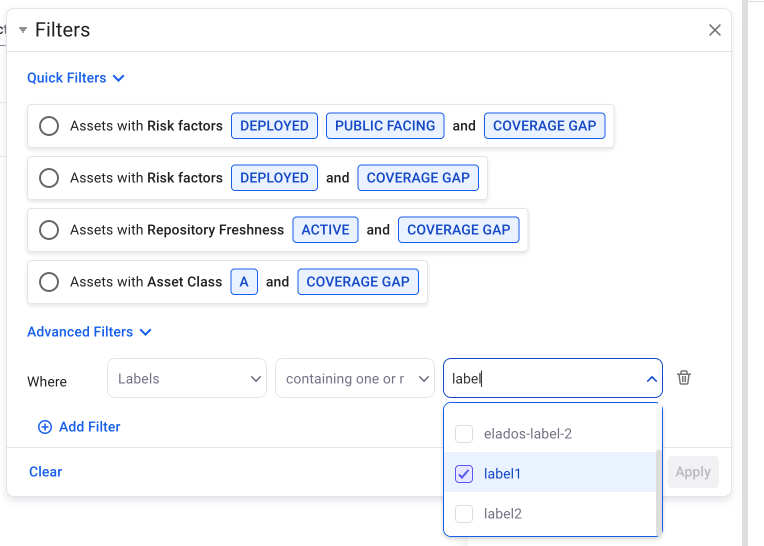 Filters
Quick Filters
Assets with Risk factors DEPLOYED PUBLIC FACING and COVERAGE GAP
Assets with Risk factors DEPLOYED and COVERAGE GAP
Assets with Repository Freshness ACTIVE and COVERAGE GAP
Assets with Asset Class A and COVERAGE GAP
Advanced Filters
Where Labels containing one or r label
elados-label-2
label1
label2
Add Filter
Clear Apply